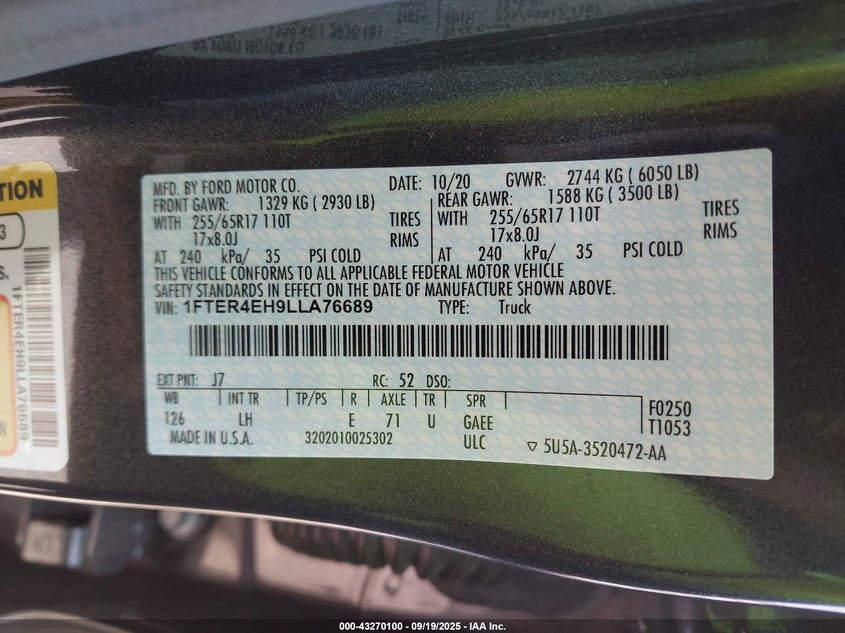 MFD. BY FORD MOTOR CO. DATE: 10/20 GVWR: 2744 KG ( 6050 LB)
FRONT GAWR: 1329 KG ( 2930 LB) REAR GAWR: 1588 KG ( 3500 LB)
WITH 255/65R17 110T TIRES WITH 255/65R17 110T TIRES
17x8.0J RIMS 17x8.0J RIMS
AT 240 kPa/ 35 PSI COLD AT 240 kPa/ 35 PSI COLD
THIS VEHICLE CONFORMS TO ALL APPLICABLE FEDERAL MOTOR VEHICLE
SAFETY STANDARDS IN EFFECT ON THE DATE OF MANUFACTURE SHOWN ABOVE.
VIN: 1FTER4EH9LLA76689 TYPE: Truck
EXT PNT: J7 RC: 52 DSO:
WB INT TR TP/PS R AXLE TR SPR
126 LH E 71 U GAEE F0250
T1053
MADE IN U.S.A. 3202010025302 ULC ▽ 5U5A-3520472-AA
TION
3
S.
1FTER4EH9LLA76689
N
000-43270100 - 09/19/2025 - IAA Inc.